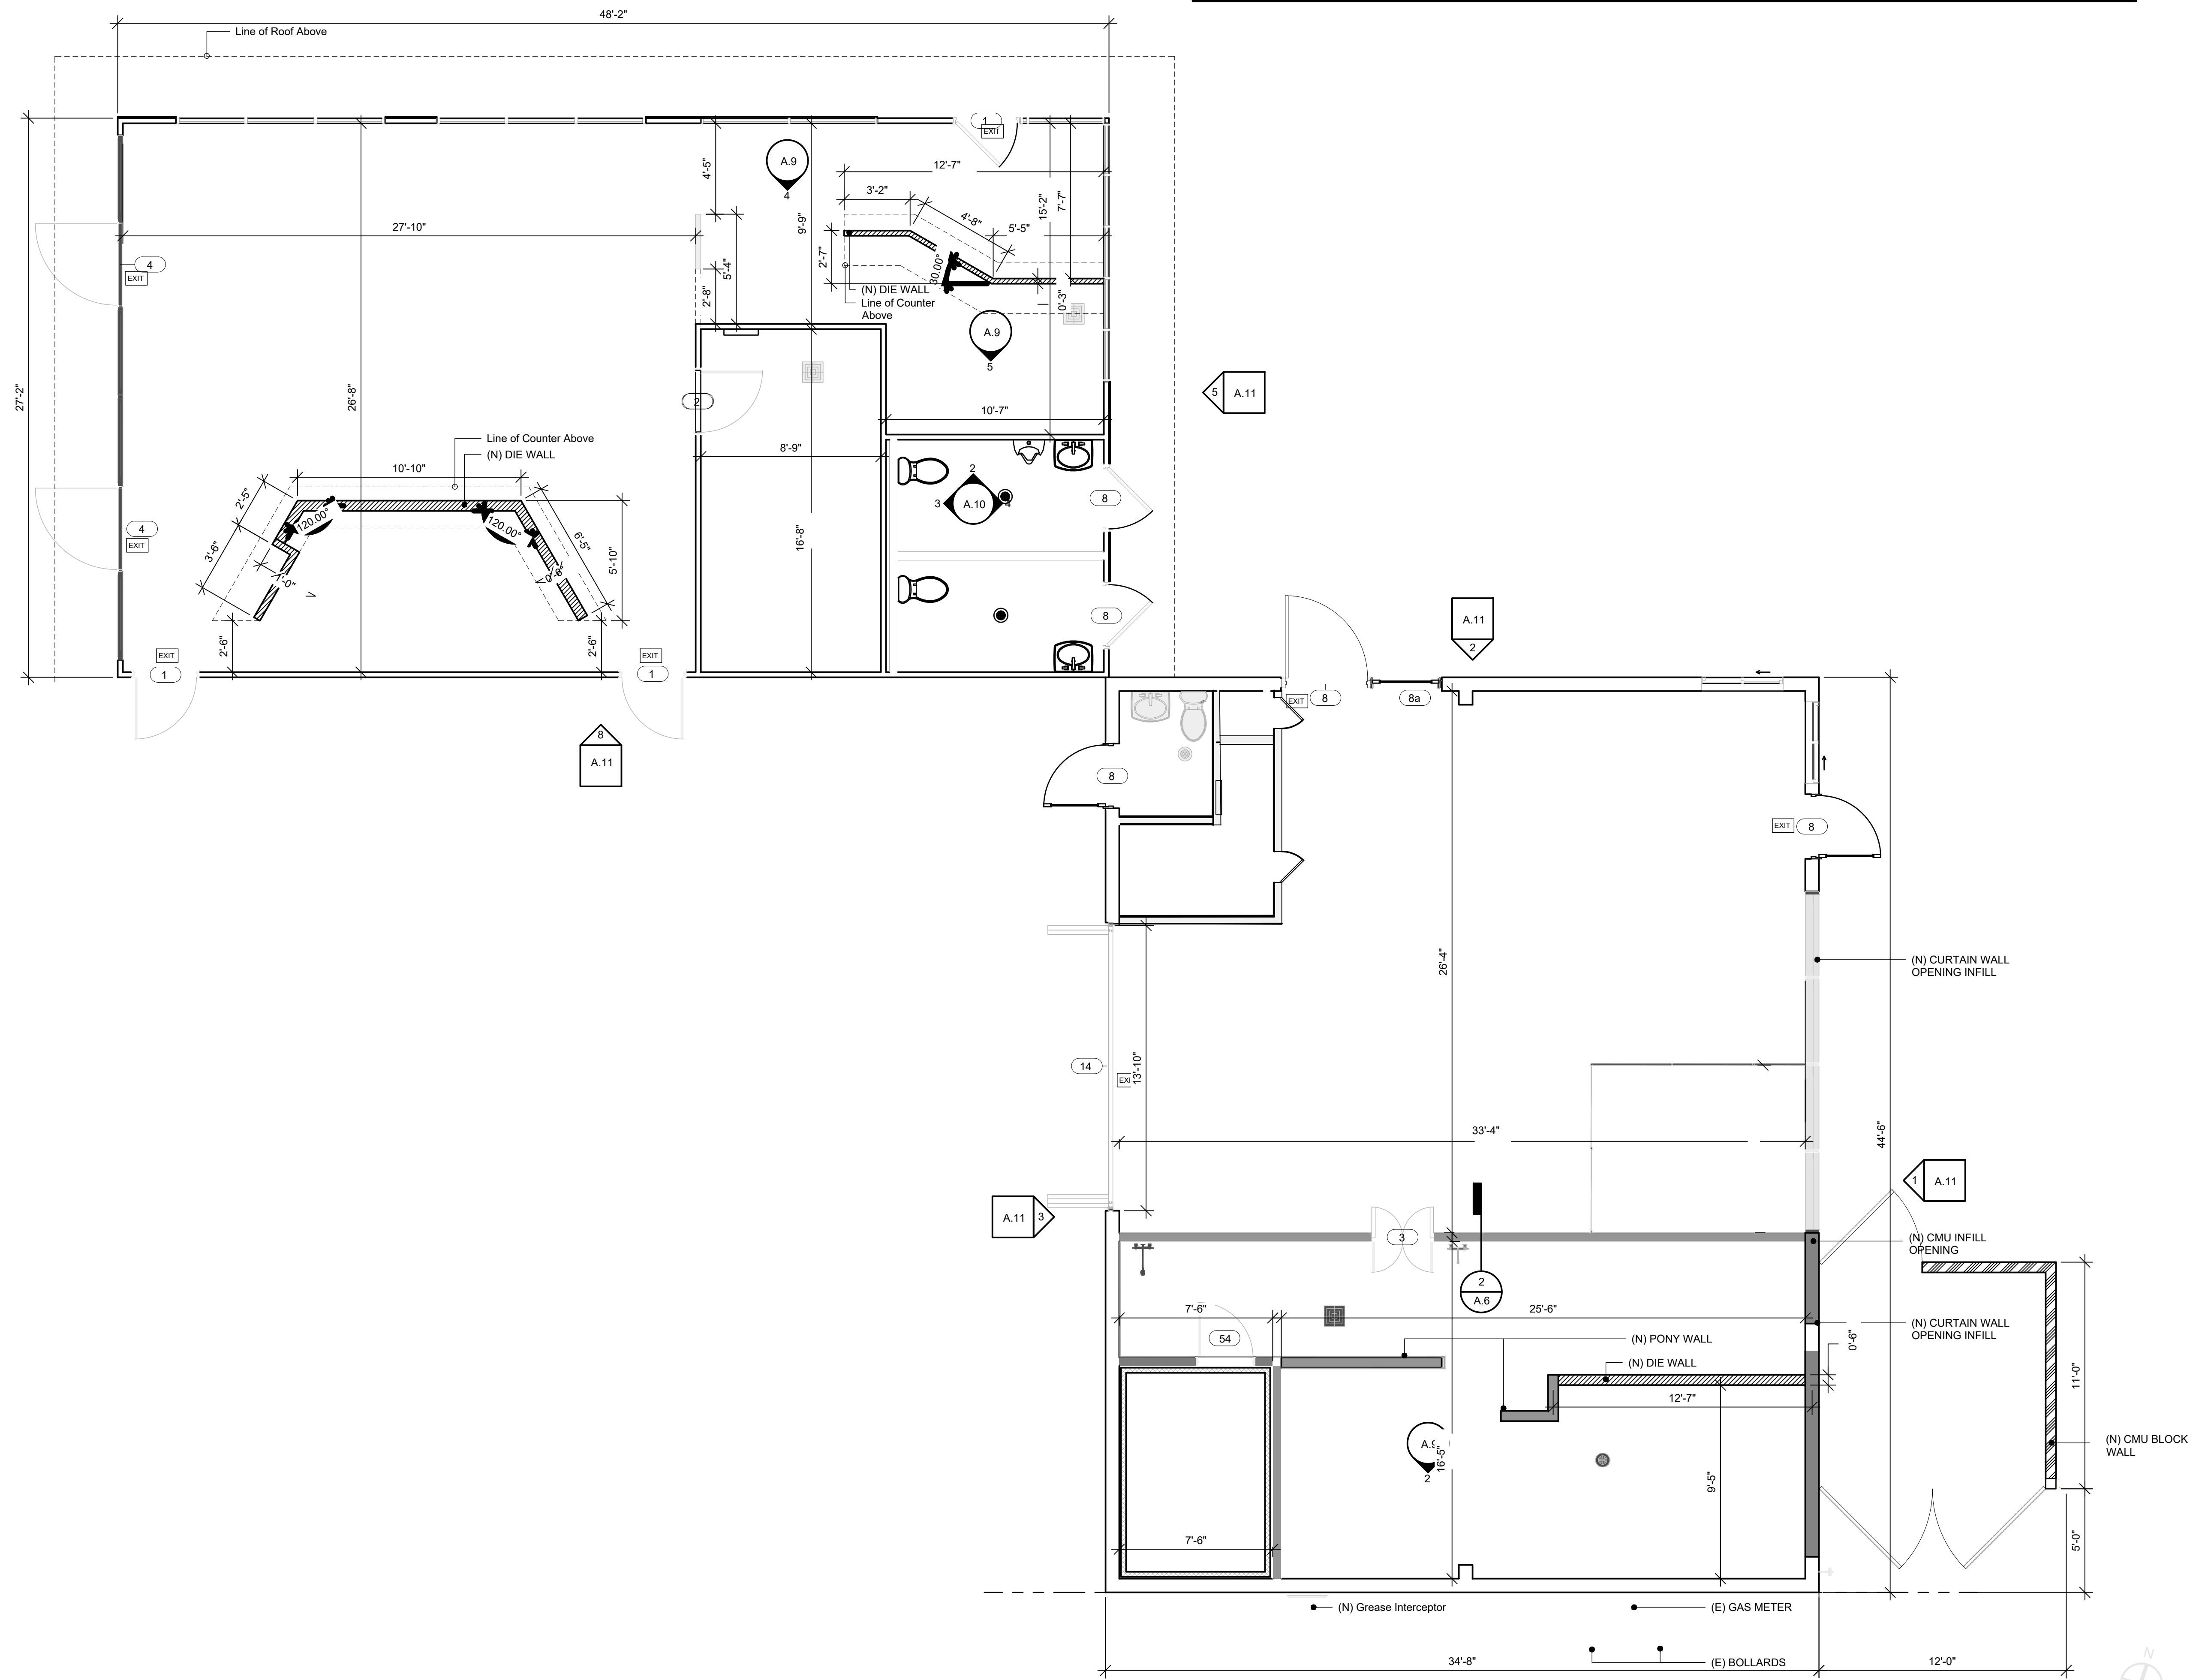 48'-2"
Line of Roof Above
1
EXIT
A.9
4
12'-7"
4'-5"
3'-2"
15'-2"
7'-7"
4'-8"
9'-9"
5'-5"
27'-10"
2'-7"
4
EXIT
5'-4"
30.00°
2'-8"
(N) DIE WALL
Line of Counter
Above
0'-3"
A.9
5
27'-2"
26'-8"
2
5
A.11
10'-7"
Line of Counter Above
(N) DIE WALL
8'-9"
10'-10"
2'-5"
2
3
A.10
4
8
120.00°
120.00°
4
EXIT
3'-6"
6'-5"
5'-10"
16'-8"
0'-8"
8
2'-6"
2'-6"
EXIT
1
EXIT
1
A.11
2
EXIT
8
8a
8
A.11
8
EXIT
8
26'-4"
(N) CURTAIN WALL
OPENING INFILL
14
13'-10"
33'-4"
44'-6"
1
A.11
A.11
3
3
(N) CMU INFILL
OPENING
2
A.6
7'-6"
25'-6"
54
(N) PONY WALL
(N) CURTAIN WALL
OPENING INFILL
0'-6"
(N) DIE WALL
12'-7"
11'-0"
16'-5"
2
9'-5"
(N) CMU BLOCK
WALL
7'-6"
5'-0"
(N) Grease Interceptor
(E) GAS METER
34'-8"
(E) BOLLARDS
12'-0"
N